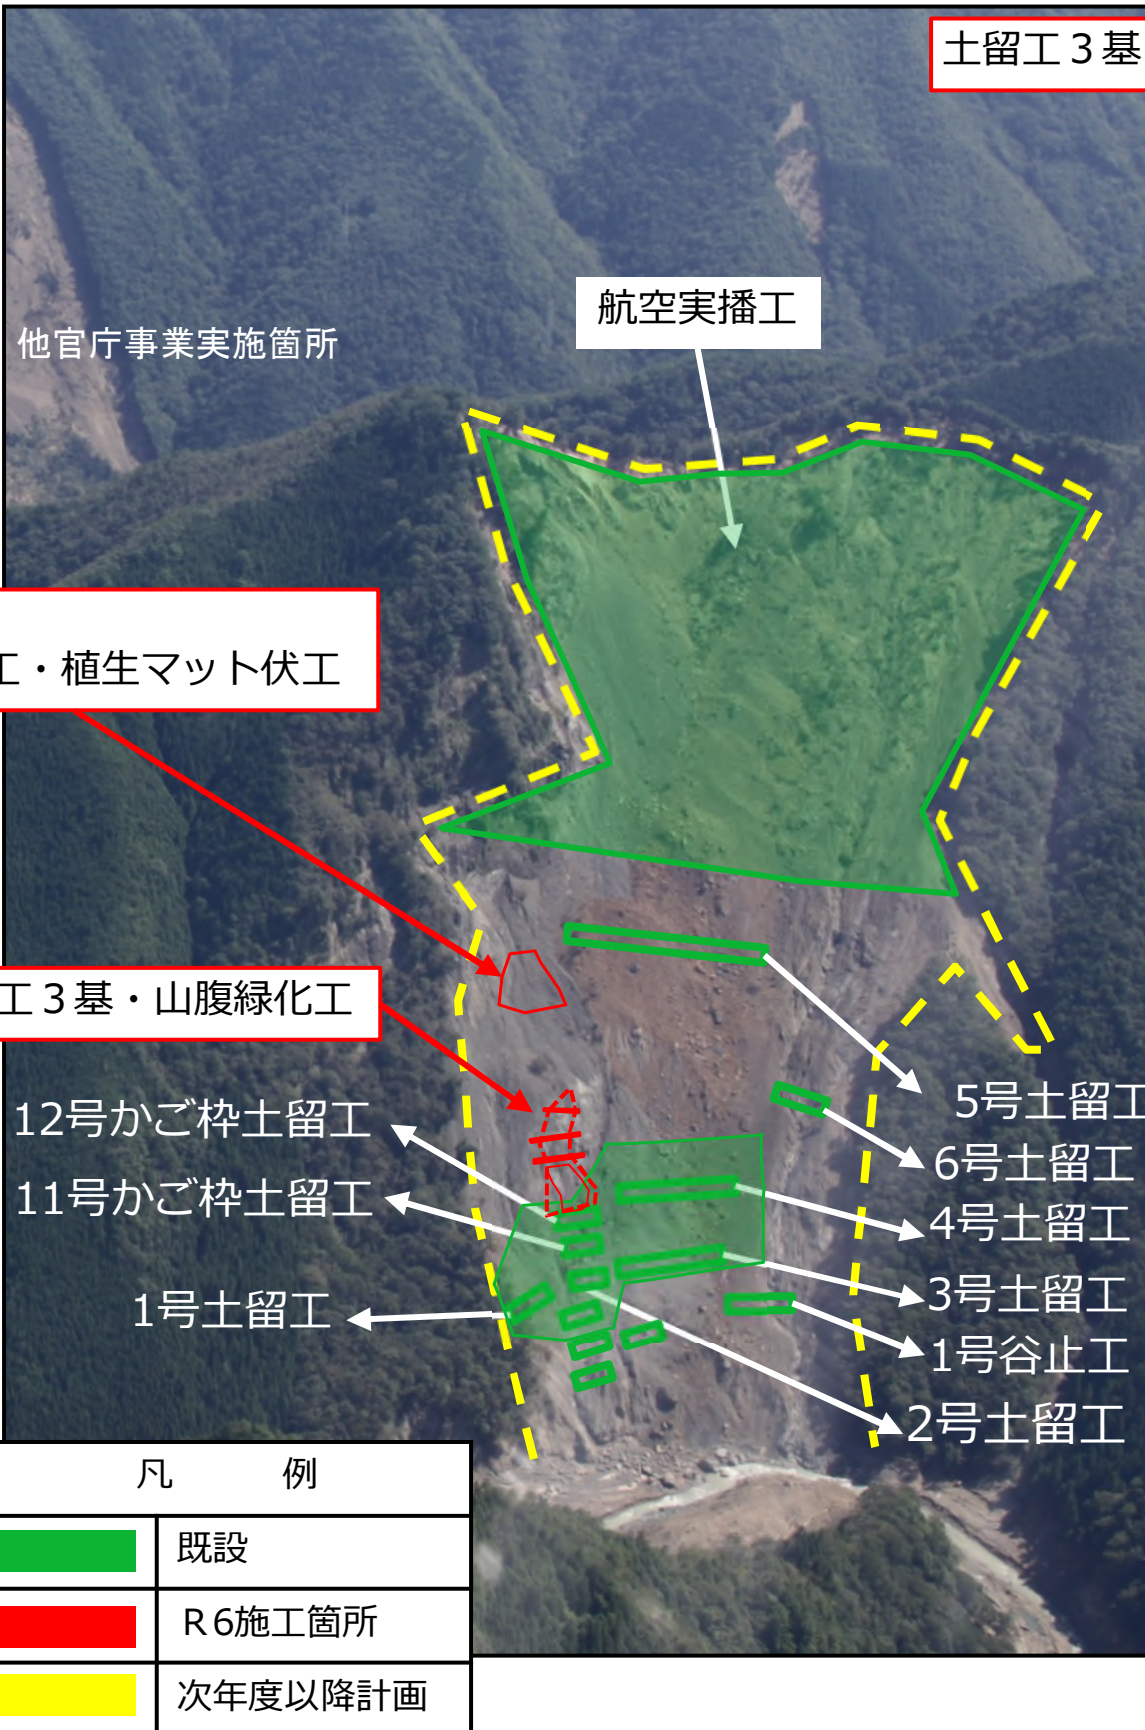 土留工３基
航空実播工
他官庁事業実施箇所
工・植生マット伏工
工３基・山腹緑化工
12号かご枠土留工
11号かご枠土留工
1号土留工
5号土留工
6号土留工
4号土留工
3号土留工
1号谷止工
2号土留工
凡　例
既設
Ｒ6施工箇所
次年度以降計画